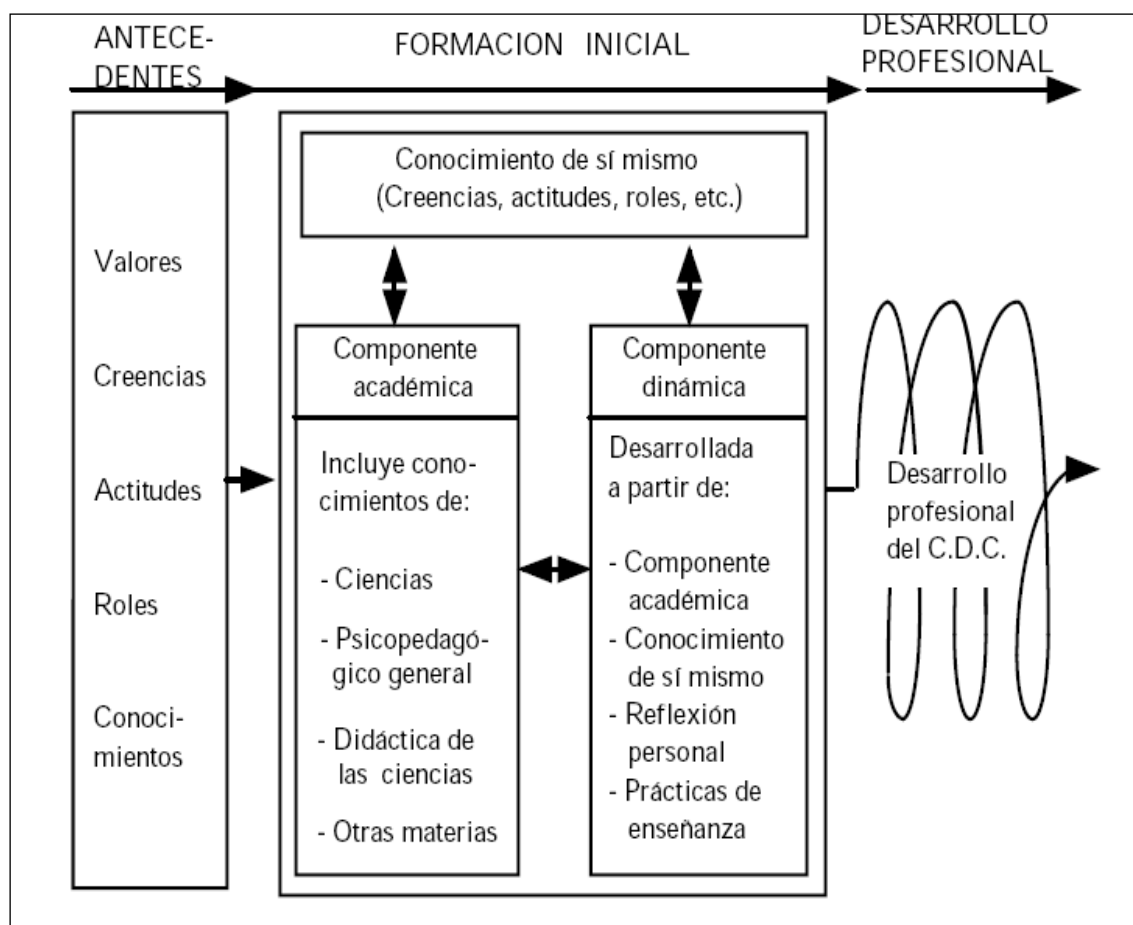 ANTECE-
DENTES
FORMACION INICIAL
DESARROLLO
PROFESIONAL
Valores
Creencias
Actitudes
Roles
Conoci-
mientos
Conocimiento de sí mismo
(Creencias, actitudes, roles, etc.)
Componente
académica
Incluye cono-
cimientos de:
- Ciencias
- Psicopedagó-
gico general
- Didáctica de
las ciencias
- Otras materias
Componente
dinámica
Desarrollada
a partir de:
- Componente
académica
- Conocimiento
de sí mismo
- Reflexión
personal
- Prácticas de
enseñanza
Desarrollo
profesional
del C.D.C.